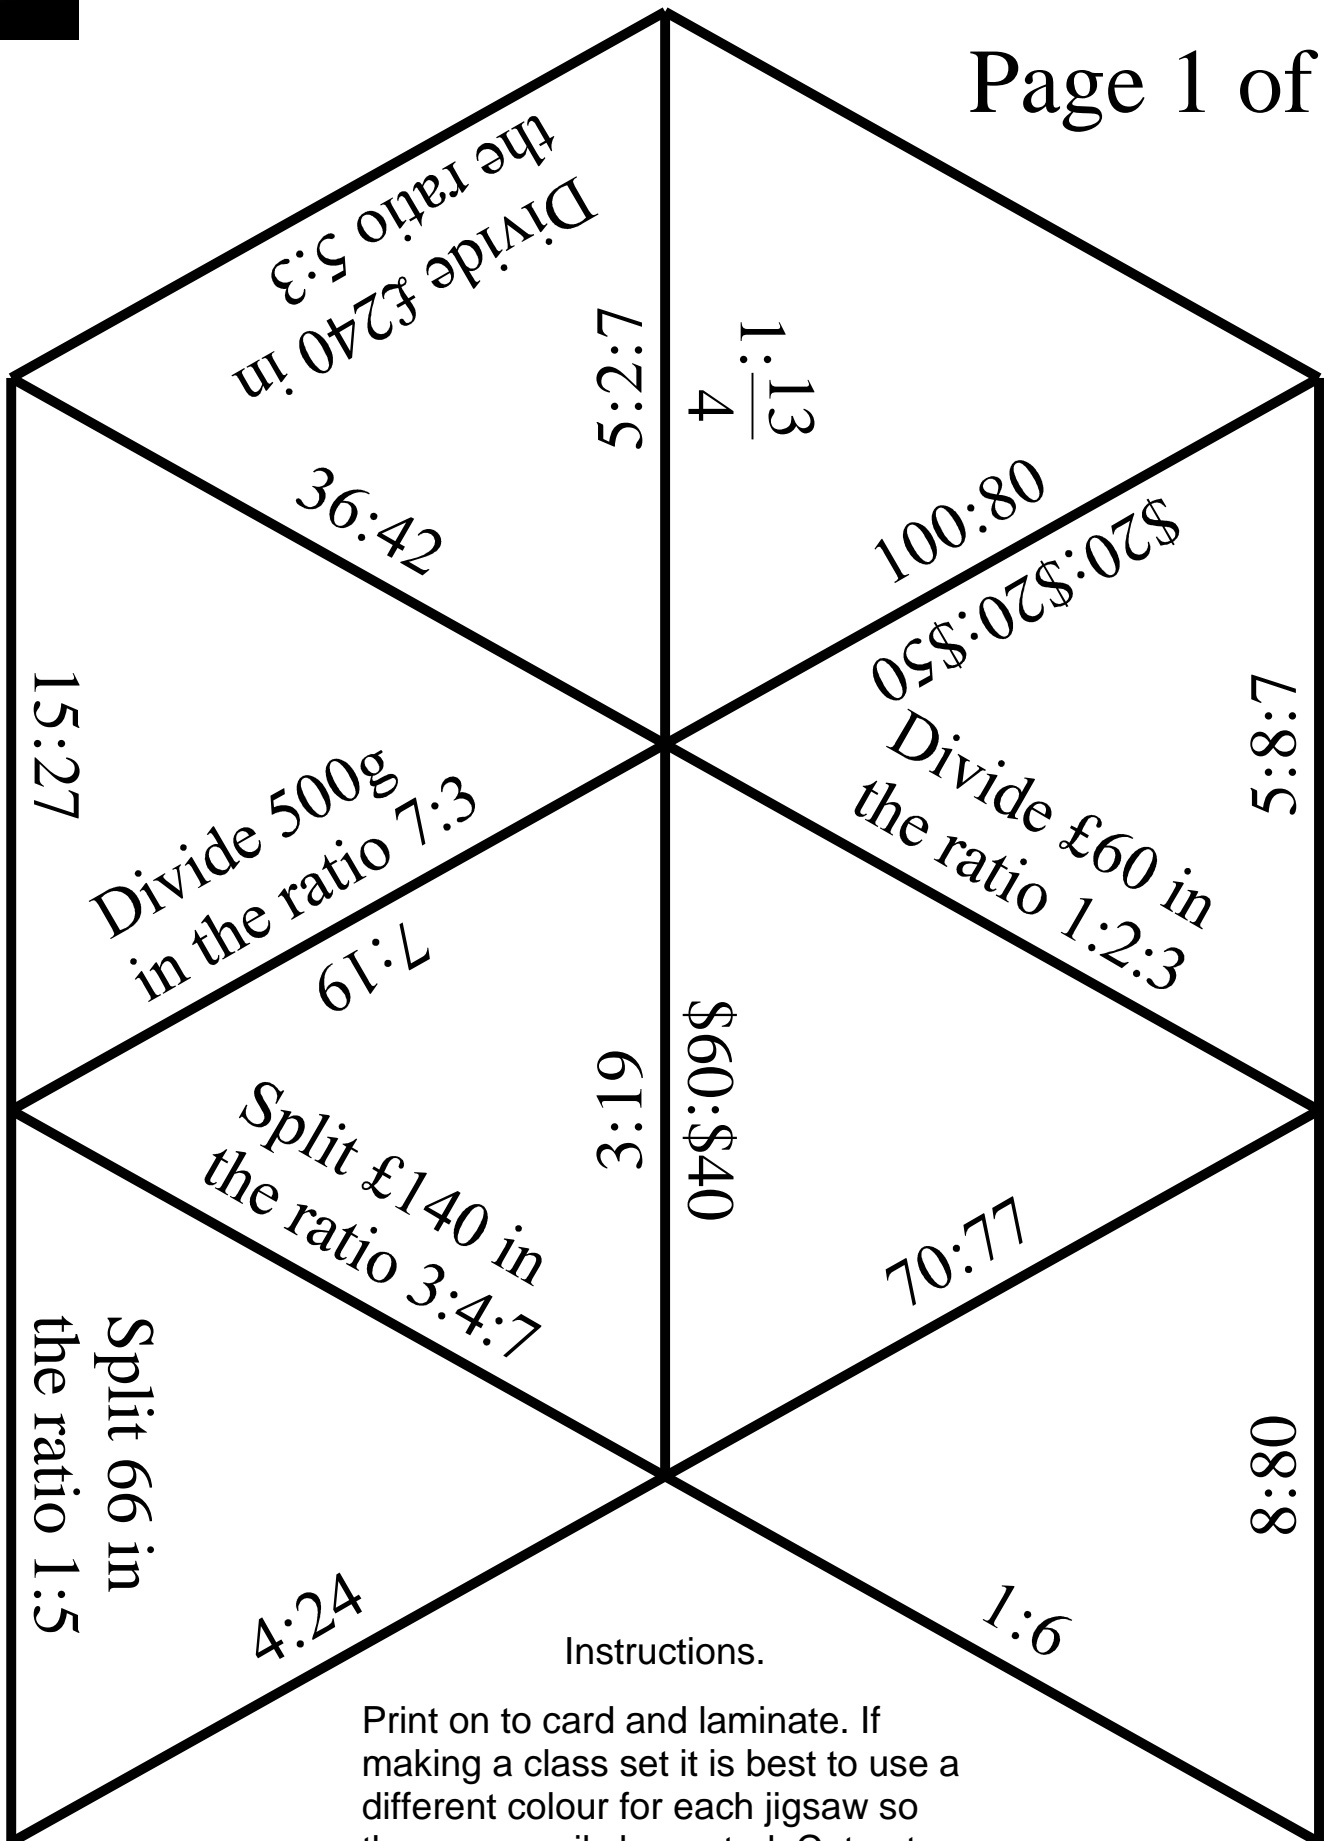 Page 1 of
Divide £240 in
the ratio 5:3
5:2:7
1:13/4
36:42
100:80
$20:$20:$50
15:27
5:8:7
Divide 500g
in the ratio 7:3
Divide £60 in
the ratio 1:2:3
7:19
3:19
$60:$40
Split £140 in
the ratio 3:4:7
70:77
Split 66 in
the ratio 1:5
8:80
4:24
1:6
Instructions.
Print on to card and laminate. If
making a class set it is best to use a
different colour for each jigsaw so